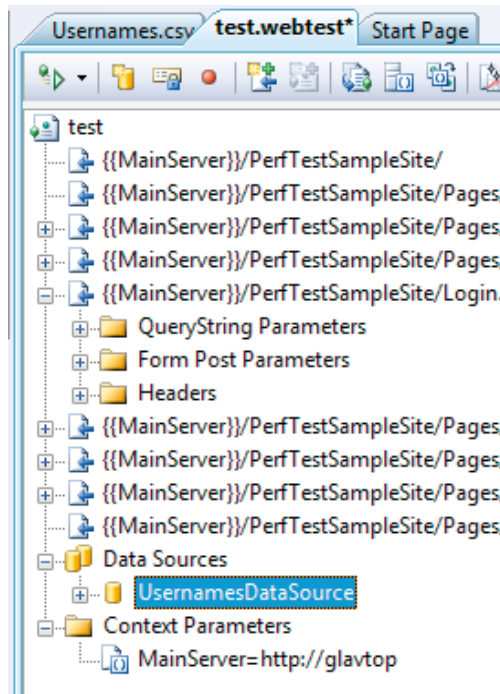 Usernames.csv test.webtest* Start Page
test
{{MainServer}}/PerfTestSampleSite/
{{MainServer}}/PerfTestSampleSite/Pages
{{MainServer}}/PerfTestSampleSite/Pages
{{MainServer}}/PerfTestSampleSite/Pages
{{MainServer}}/PerfTestSampleSite/Login.
QueryString Parameters
Form Post Parameters
Headers
{{MainServer}}/PerfTestSampleSite/Pages
{{MainServer}}/PerfTestSampleSite/Pages
{{MainServer}}/PerfTestSampleSite/Pages
{{MainServer}}/PerfTestSampleSite/Pages
Data Sources
UsernamesDataSource
Context Parameters
MainServer=http://glavtop